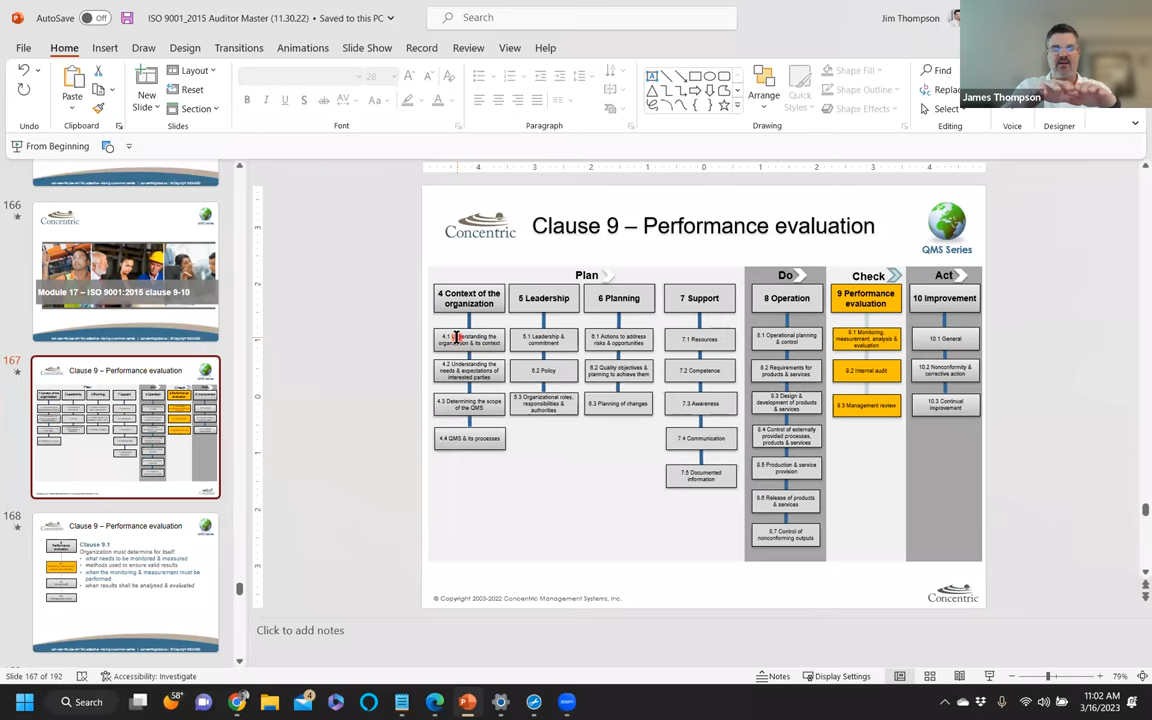 AutoSave Off
ISO 9001_2015 Auditor Master (11.30.22) • Saved to this PC
Search
Jim Thompson
File Home Insert Draw Design Transitions Animations Slide Show Record Review View Help
Paste
New
Slide
Layout
Reset
Section
28
Arrange
Quick
Styles
Shape Fill
Shape Outline
Shape Effects
Find
Replac
Select
James Thompson
Undo Clipboard Slides Font Paragraph Drawing Editing Voice Designer
From Beginning
166
Concentric
Module 17 – ISO 9001:2015 clause 9-10
167
Clause 9 – Performance evaluation
168
Clause 9 – Performance evaluation
Clause 9.1
Organization must determine for itself:
• what needs to be monitored & measured
• methods used to ensure valid results
• when the monitoring & measurement must be
performed
• when results shall be analysed & evaluated
Concentric
Clause 9 – Performance evaluation
QMS Series
Plan Do Check Act
4 Context of the
organization
5 Leadership
6 Planning
7 Support
8 Operation
9 Performance
evaluation
10 Improvement
4.1 Understanding the
organization & its context
4.2 Understanding the
needs & expectations of
interested parties
4.3 Determining the scope
of the QMS
4.4 QMS & its processes
5.1 Leadership &
commitment
5.2 Policy
5.3 Organizational roles,
responsibilities &
authorities
6.1 Actions to address
risks & opportunities
6.2 Quality objectives &
planning to achieve them
6.3 Planning of changes
7.1 Resources
7.2 Competence
7.3 Awareness
7.4 Communication
7.5 Documented
information
8.1 Operational planning
& control
8.2 Requirements for
products & services
8.3 Design &
development of products
& services
8.4 Control of externally
provided processes,
products & services
8.5 Production & service
provision
8.6 Release of products
& services
8.7 Control of
nonconforming outputs
9.1 Monitoring,
measurement, analysis &
evaluation
9.2 Internal audit
9.3 Management review
10.1 General
10.2 Nonconformity &
corrective action
10.3 Continual
improvement
© Copyright 2003-2022 Concentric Management Systems, Inc.
Concentric
Click to add notes
Slide 167 of 192
Accessibility: Investigate
Notes
Display Settings
79%
Search
58°
4
zoom
11:02 AM
3/16/2023